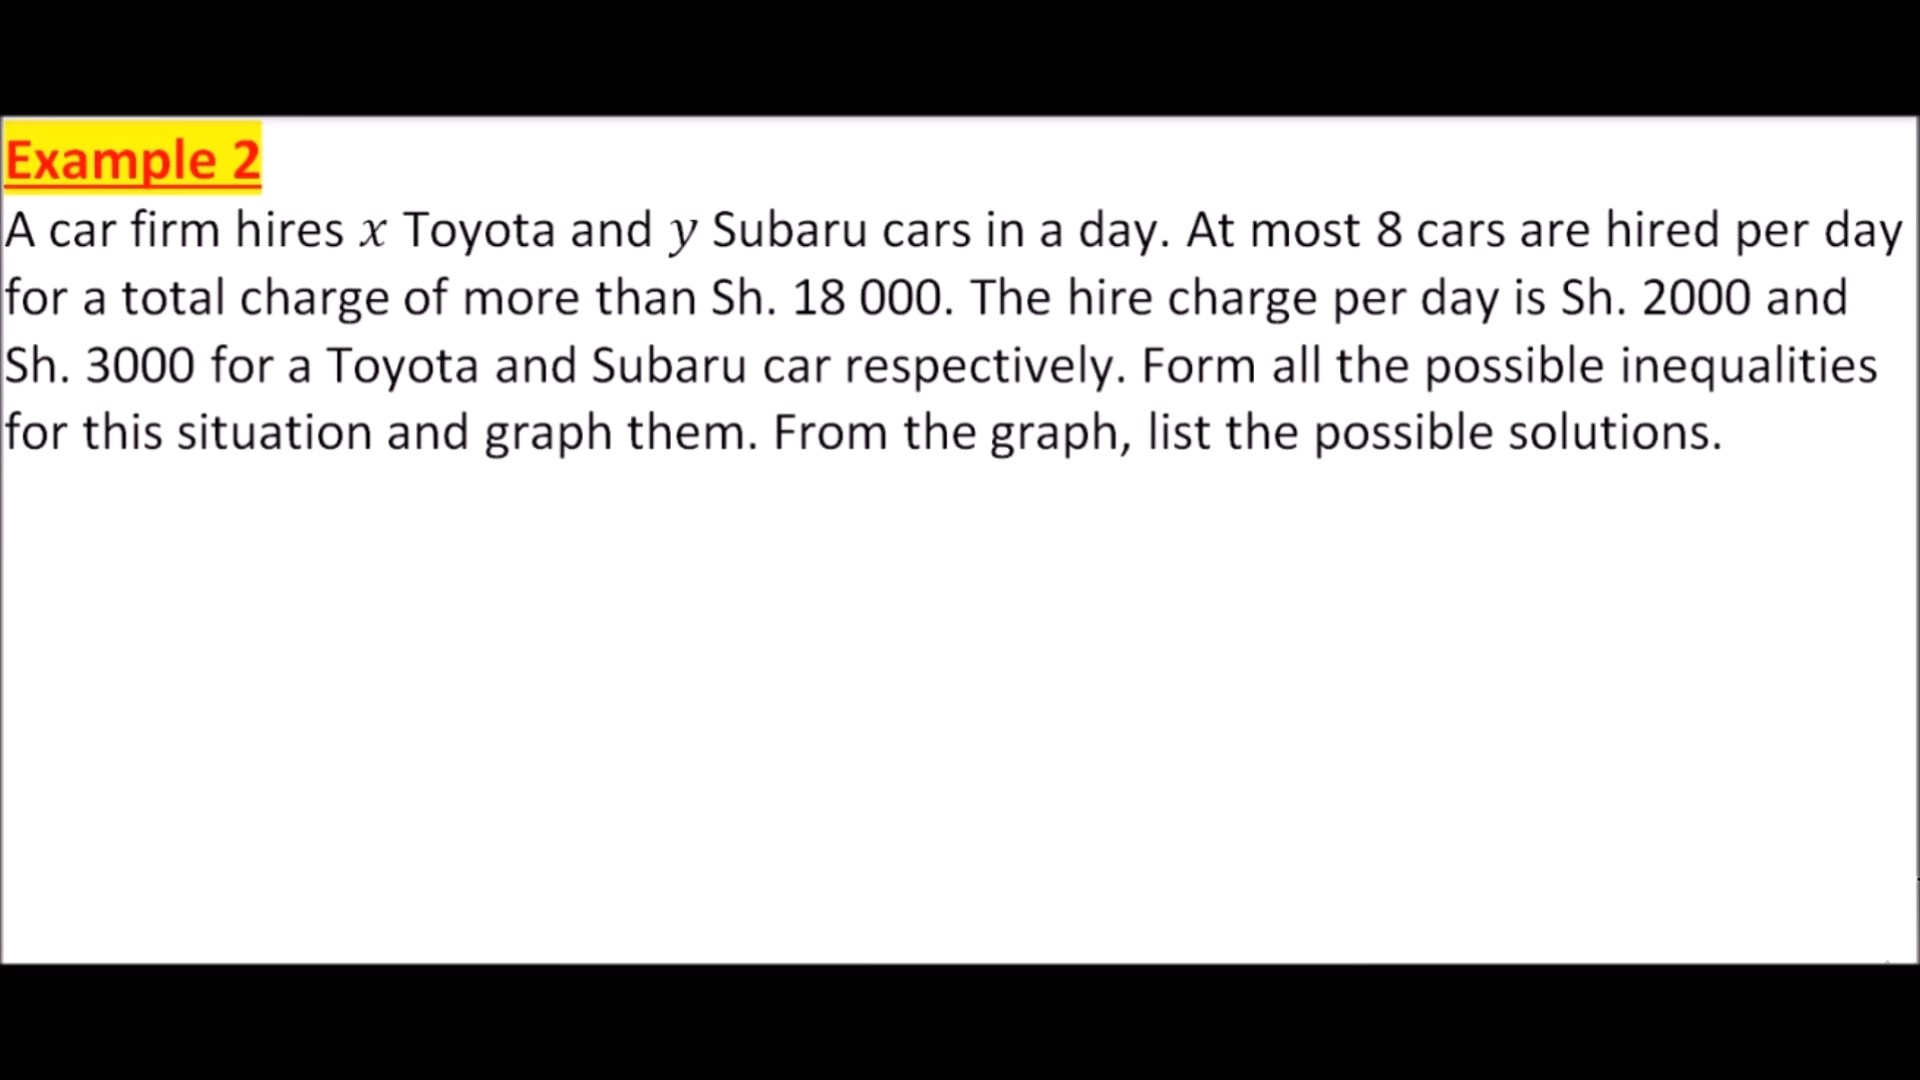 Example 2
A car firm hires x Toyota and y Subaru cars in a day. At most 8 cars are hired per day
for a total charge of more than Sh. 18 000. The hire charge per day is Sh. 2000 and
Sh. 3000 for a Toyota and Subaru car respectively. Form all the possible inequalities
for this situation and graph them. From the graph, list the possible solutions.